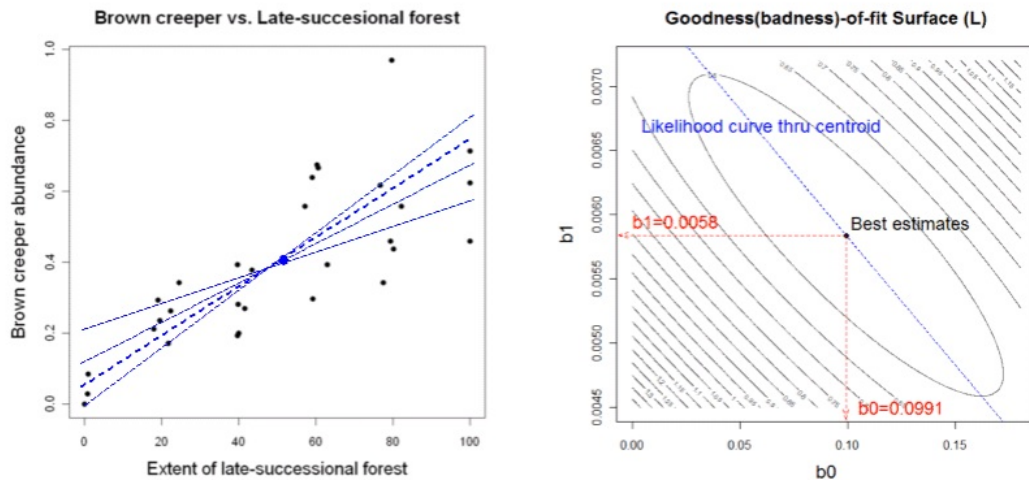 Brown creeper vs. Late-succesional forest
Brown creeper abundance
1.0
0.8
0.6
0.4
0.2
0.0
0 20 40 60 80 100
Extent of late-successional forest
Goodness(badness)-of-fit Surface (L)
b1
0.0070
0.0065
0.0060
0.0055
0.0050
0.0045
Likelihood curve thru centroid
b1=0.0058
Best estimates
b0=0.0991
0.00 0.05 0.10 0.15
b0